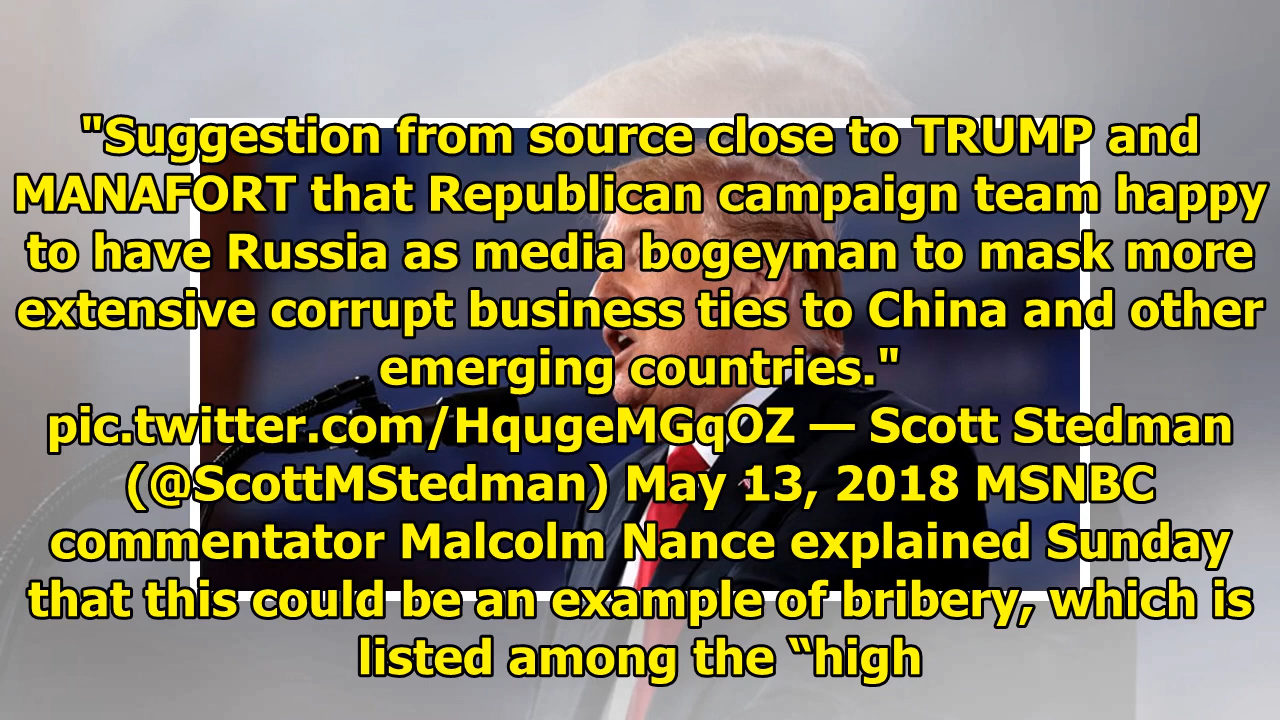 "Suggestion from source close to TRUMP and
MANAFORT that Republican campaign team happy
to have Russia as media bogeyman to mask more
extensive corrupt business ties to China and other
emerging countries."
pic.twitter.com/HqugeMGqOZ — Scott Stedman
(@ScottMStedman) May 13, 2018 MSNBC
commentator Malcolm Nance explained Sunday
that this could be an example of bribery, which is
listed among the “high